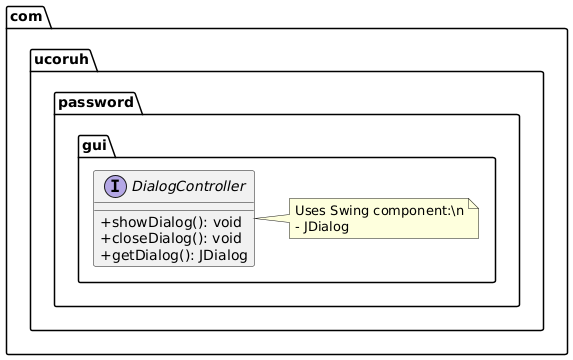 com
ucoruh
password
gui
I DialogController
+showDialog(): void
+closeDialog(): void
+getDialog(): JDialog
Uses Swing component:\n
- JDialog